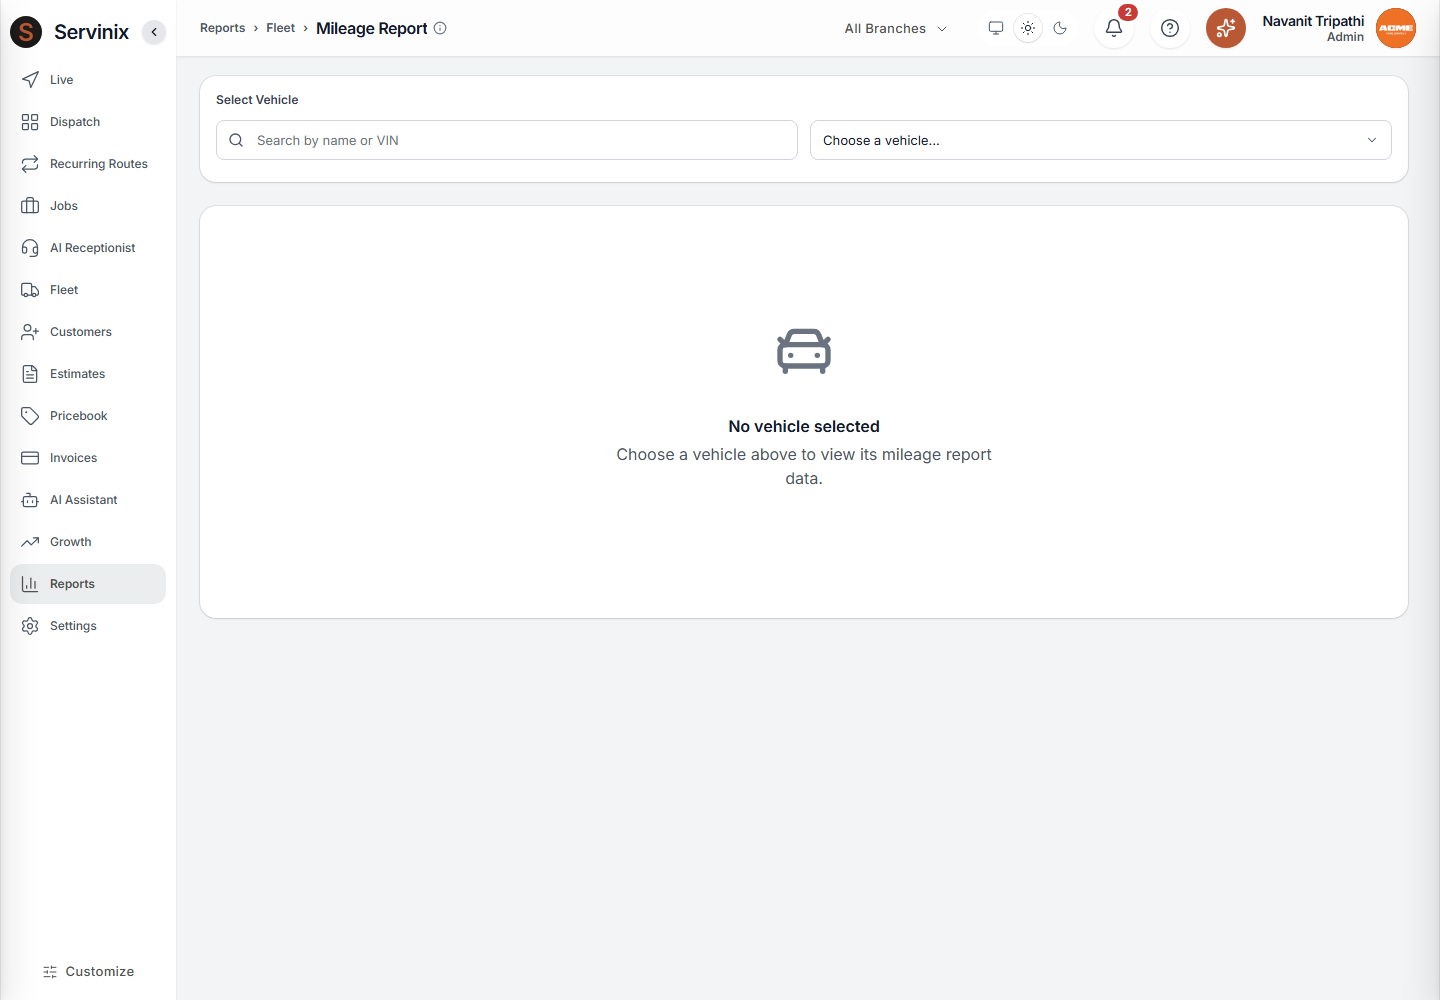 S
Servinix
Live
Dispatch
Recurring Routes
Jobs
AI Receptionist
Fleet
Customers
Estimates
Pricebook
Invoices
AI Assistant
Growth
Reports
Settings
Customize
Reports › Fleet › Mileage Report
All Branches
2
Navanit Tripathi
Admin
ACME
Select Vehicle
Search by name or VIN
Choose a vehicle...
No vehicle selected
Choose a vehicle above to view its mileage report
data.